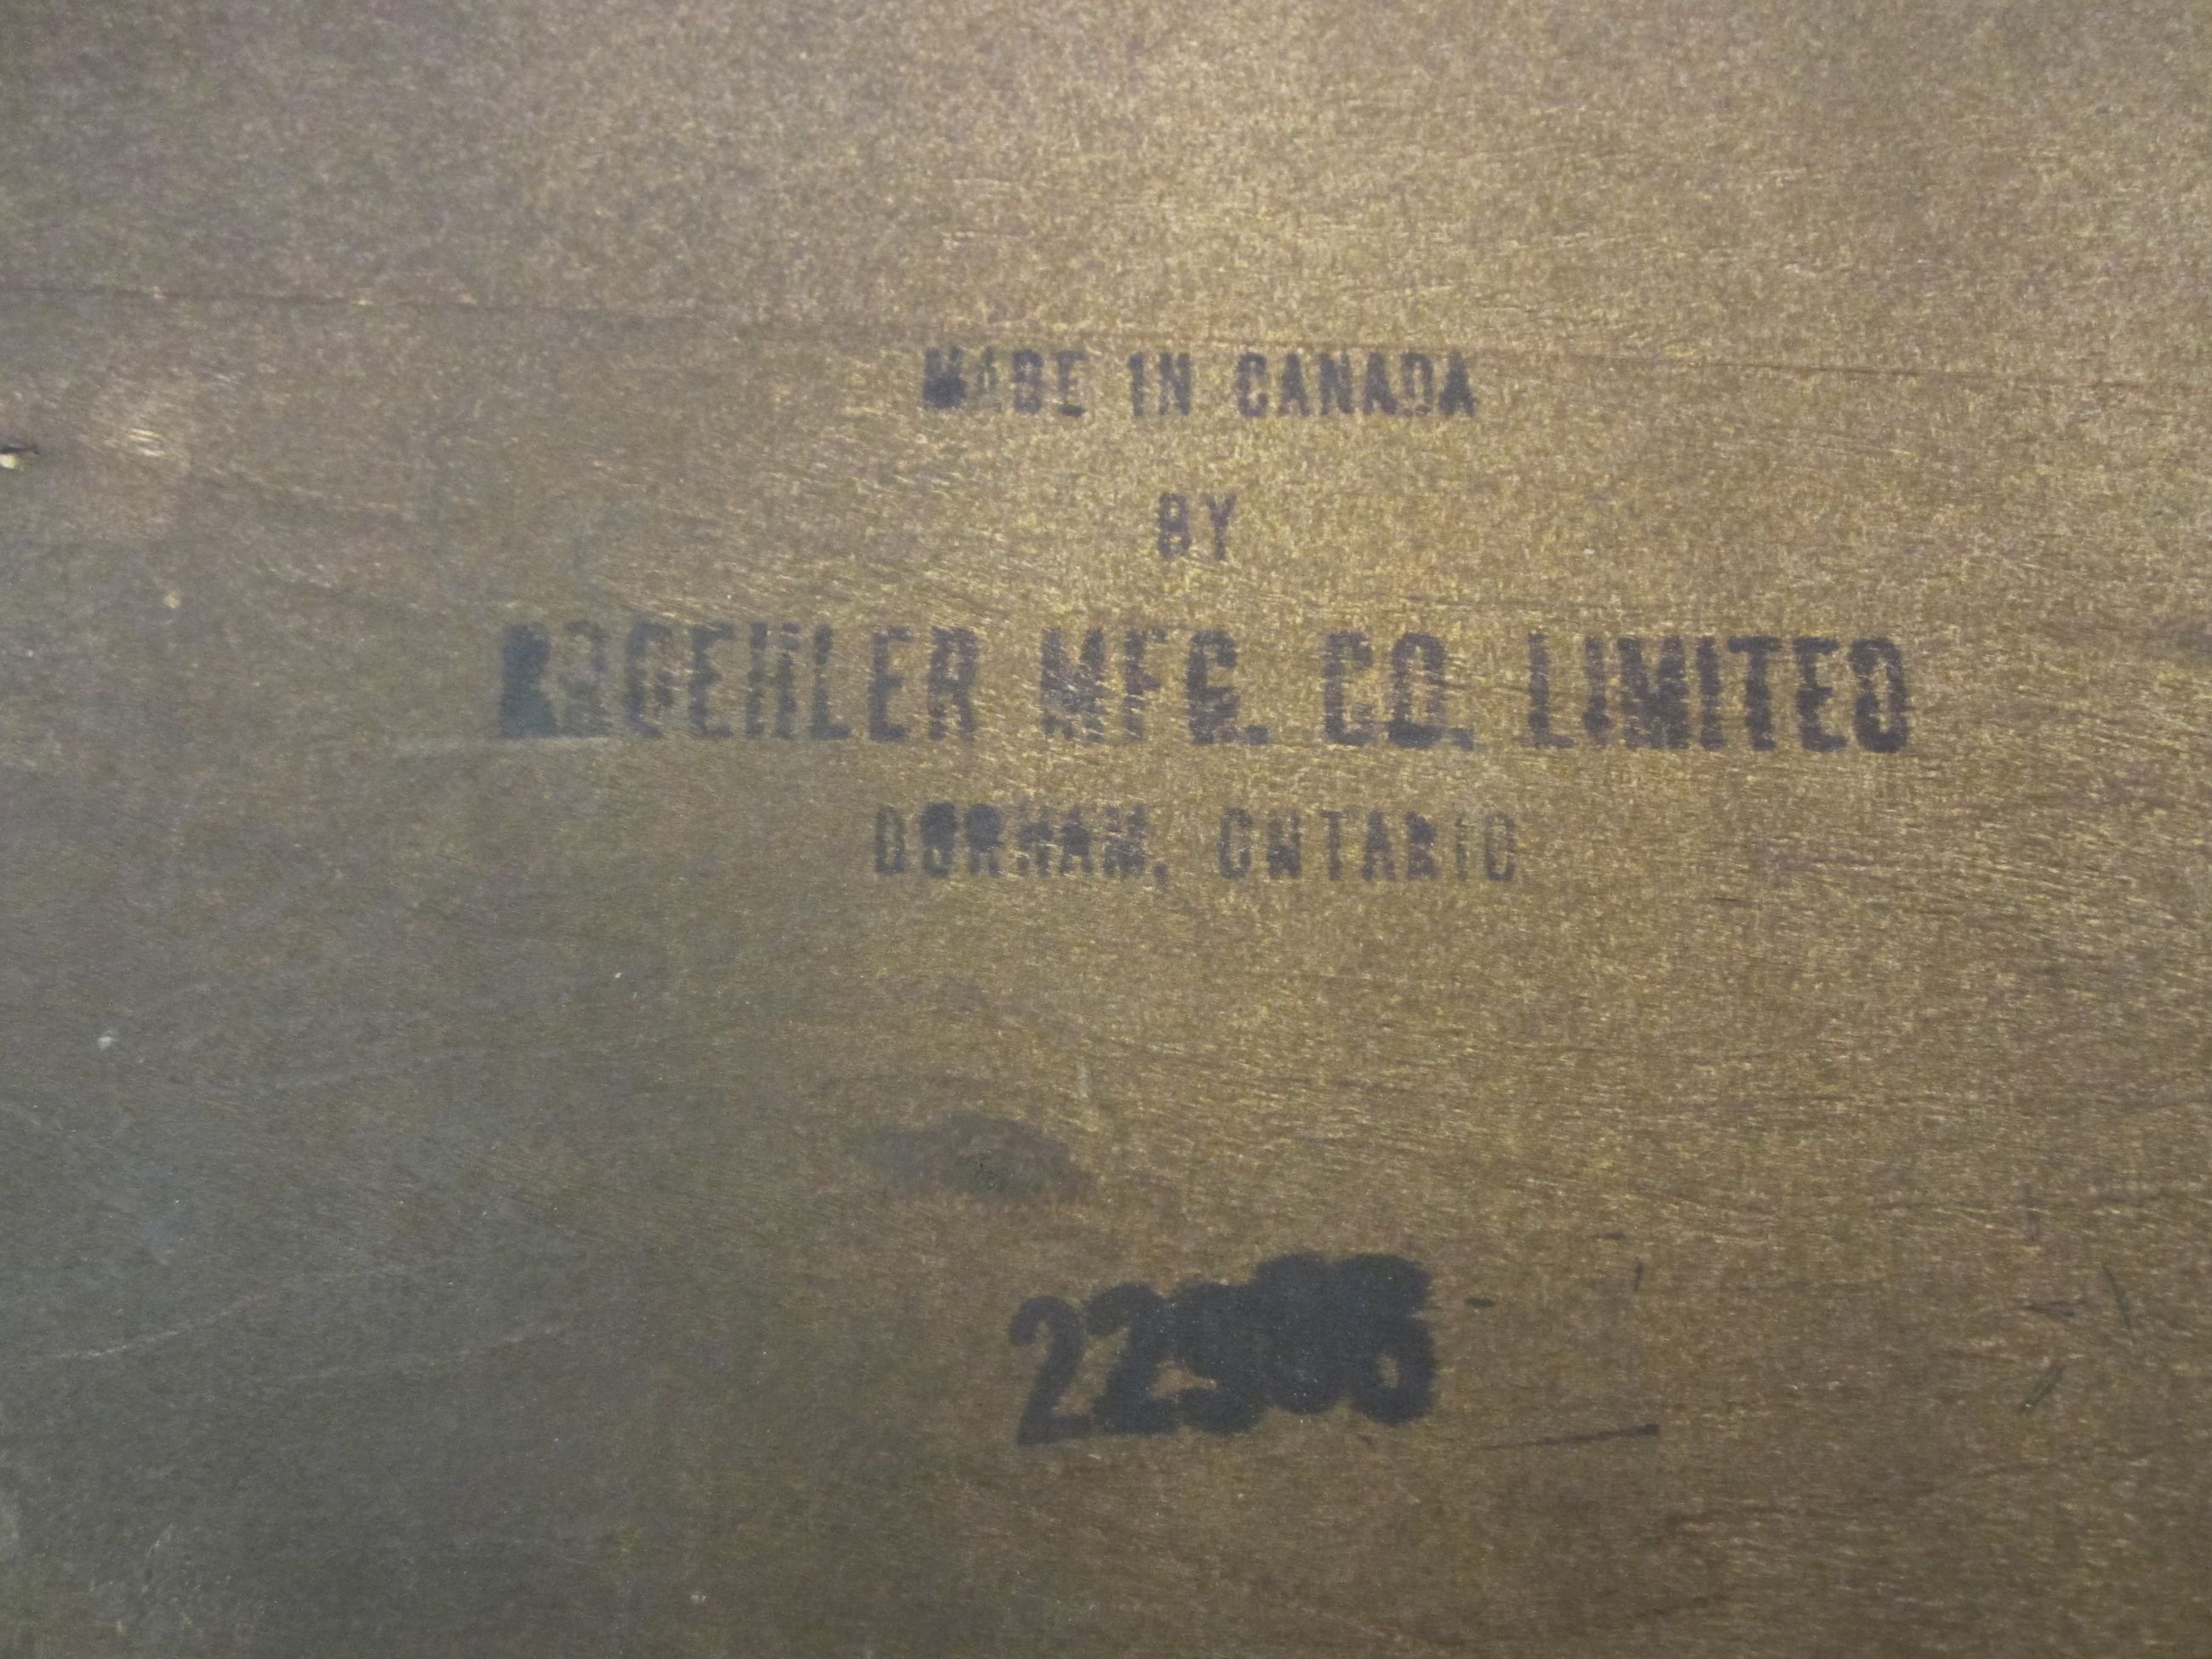 MADE IN CANADA
BY
KROEHLER MFG. CO. LIMITED
DURHAM, ONTARIO